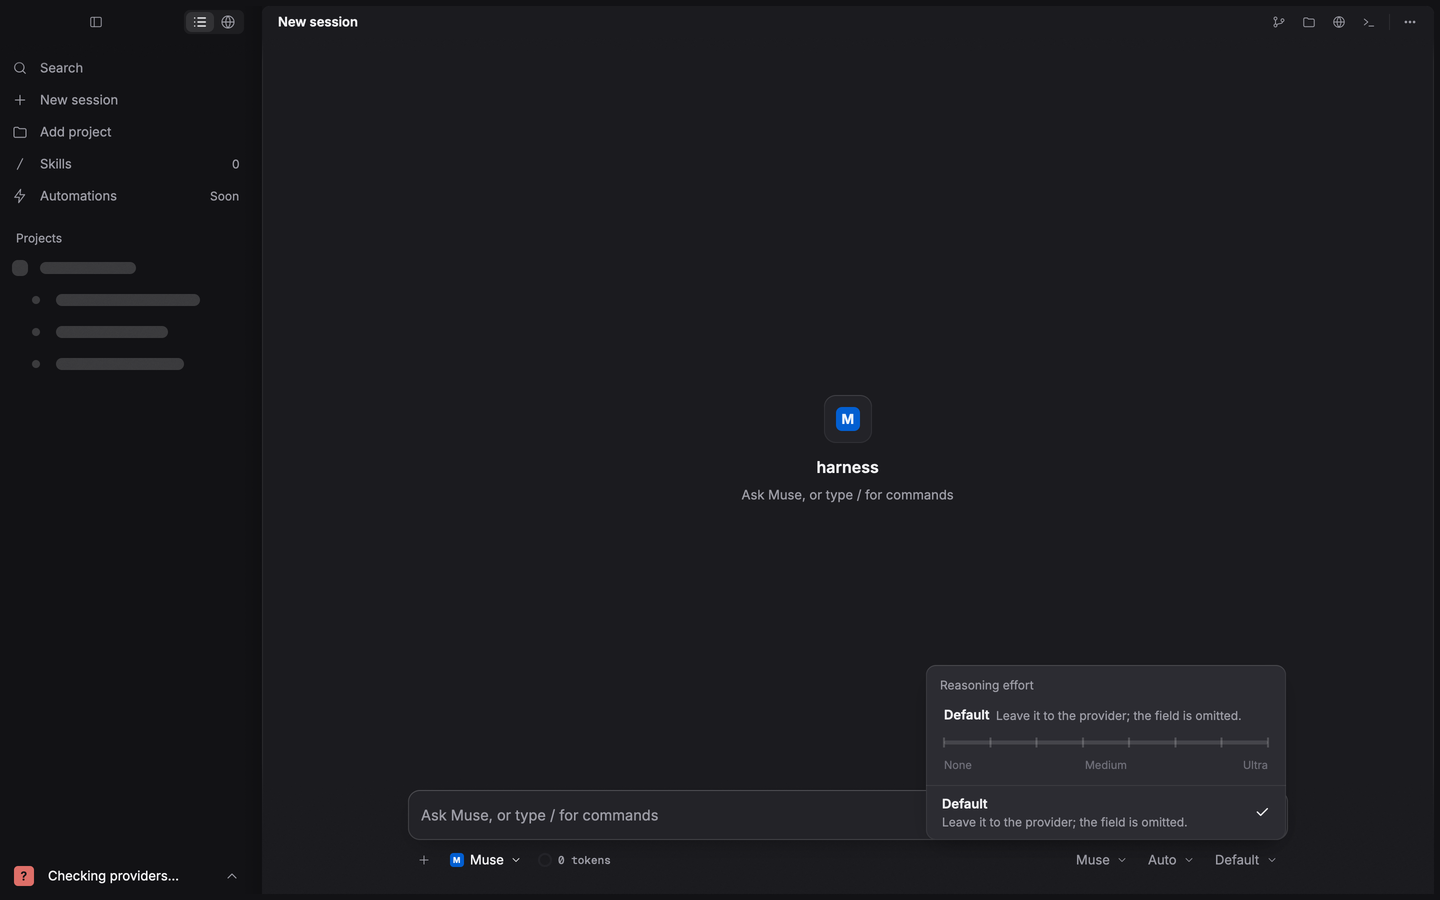 New session
Search
New session
Add project
/ Skills 0
Automations Soon
Projects
M
harness
Ask Muse, or type / for commands
Reasoning effort
Default Leave it to the provider; the field is omitted.
None Medium Ultra
Default
Leave it to the provider; the field is omitted.
Ask Muse, or type / for commands
M Muse 0 tokens Muse Auto Default
? Checking providers...